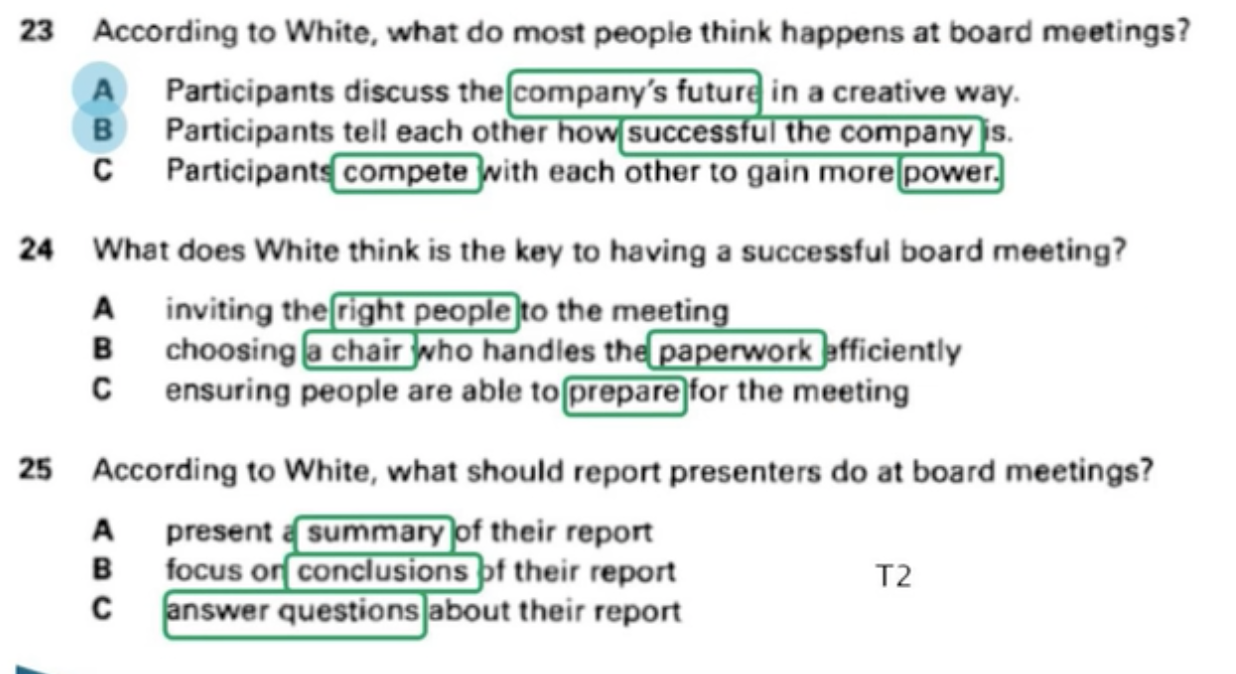 23 According to White, what do most people think happens at board meetings?
A Participants discuss the company's future in a creative way.
B Participants tell each other how successful the company is.
C Participants compete with each other to gain more power.
24 What does White think is the key to having a successful board meeting?
A inviting the right people to the meeting
B choosing a chair who handles the paperwork efficiently
C ensuring people are able to prepare for the meeting
25 According to White, what should report presenters do at board meetings?
A present a summary of their report
B focus on conclusions of their report
T2
C answer questions about their report